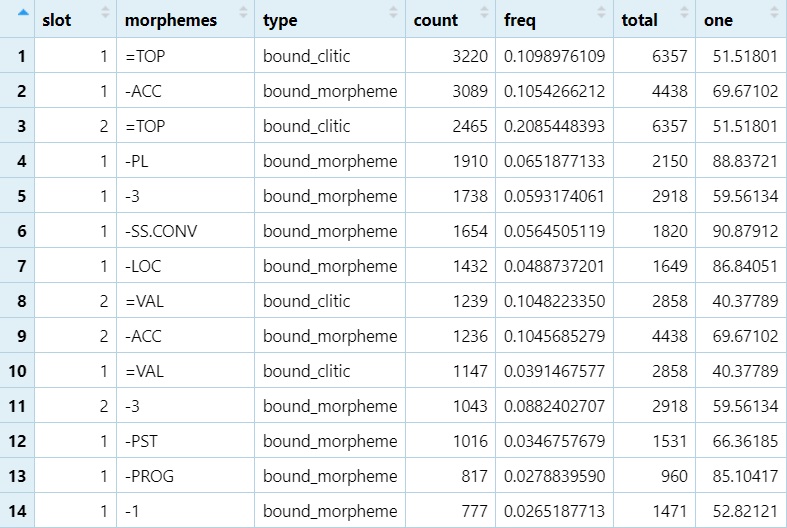 slot morphemes type count freq total one
1 1 =TOP bound_clitic 3220 0.1098976109 6357 51.51801
2 1 -ACC bound_morpheme 3089 0.1054266212 4438 69.67102
3 2 =TOP bound_clitic 2465 0.2085448393 6357 51.51801
4 1 -PL bound_morpheme 1910 0.0651877133 2150 88.83721
5 1 -3 bound_morpheme 1738 0.0593174061 2918 59.56134
6 1 -SS.CONV bound_morpheme 1654 0.0564505119 1820 90.87912
7 1 -LOC bound_morpheme 1432 0.0488737201 1649 86.84051
8 2 =VAL bound_clitic 1239 0.1048223350 2858 40.37789
9 2 -ACC bound_morpheme 1236 0.1045685279 4438 69.67102
10 1 =VAL bound_clitic 1147 0.0391467577 2858 40.37789
11 2 -3 bound_morpheme 1043 0.0882402707 2918 59.56134
12 1 -PST bound_morpheme 1016 0.0346757679 1531 66.36185
13 1 -PROG bound_morpheme 817 0.0278839590 960 85.10417
14 1 -1 bound_morpheme 777 0.0265187713 1471 52.82121